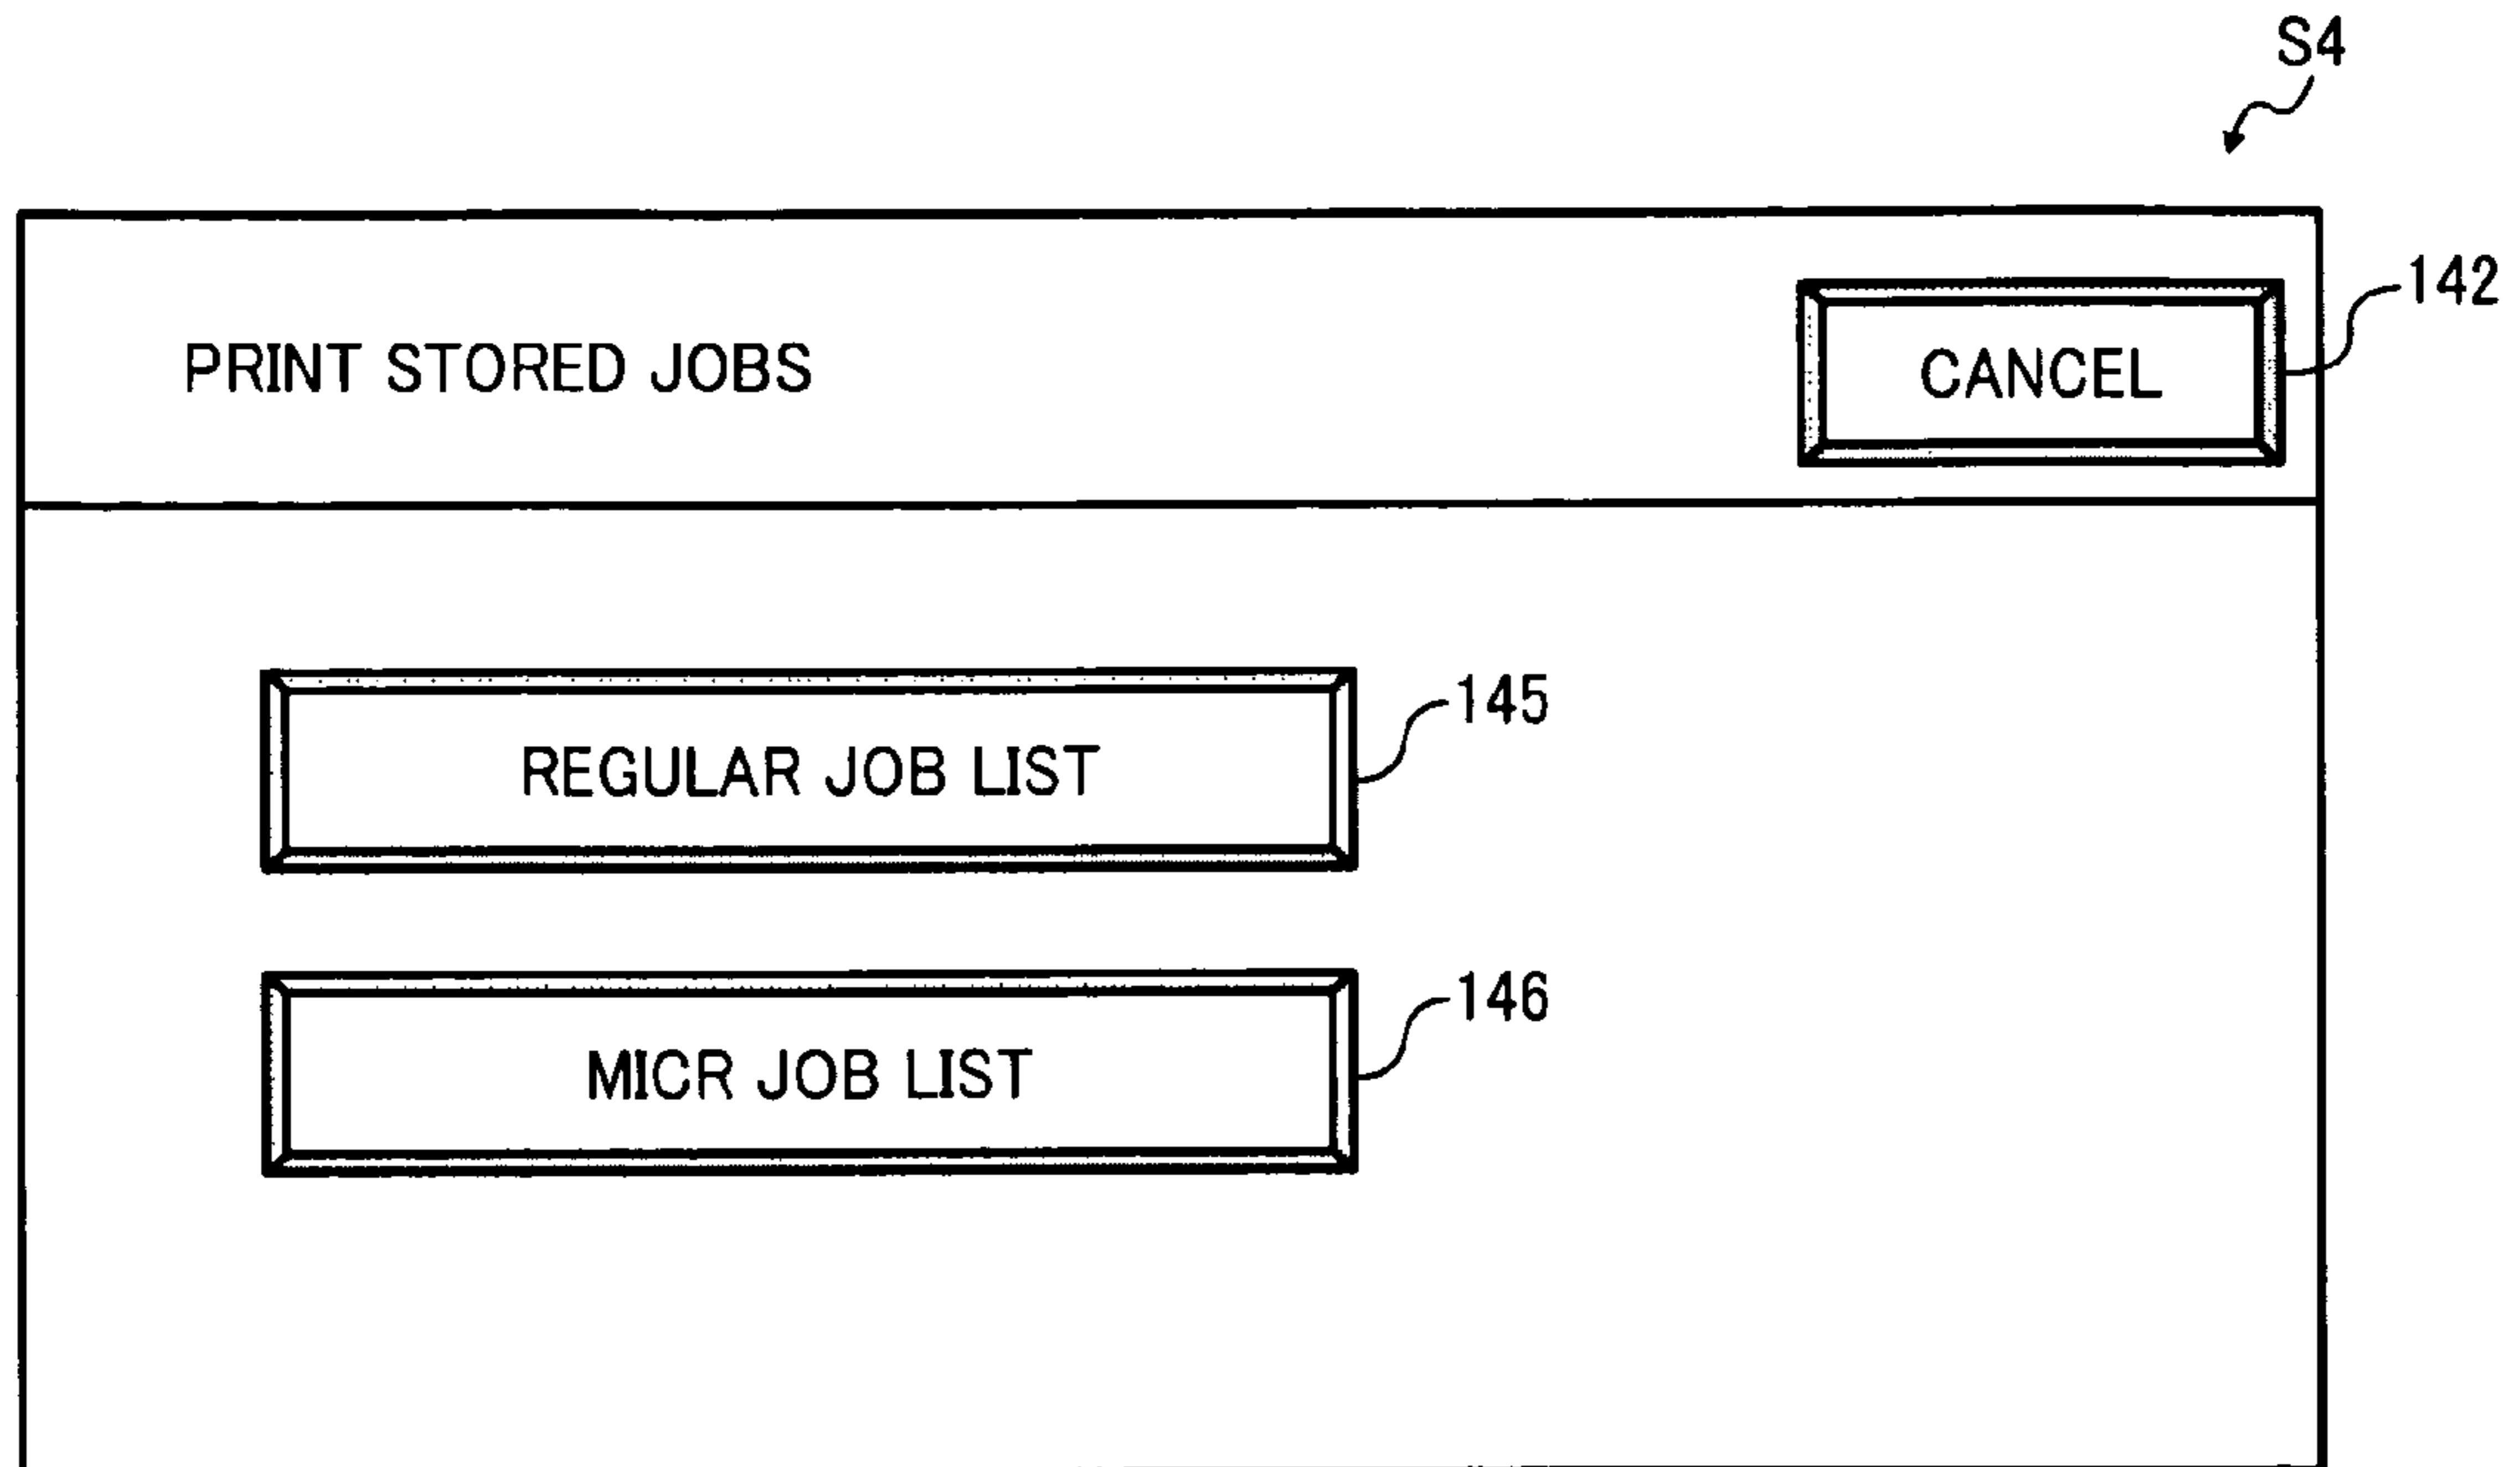 S4
142
PRINT STORED JOBS
CANCEL
145
REGULAR JOB LIST
146
MICR JOB LIST